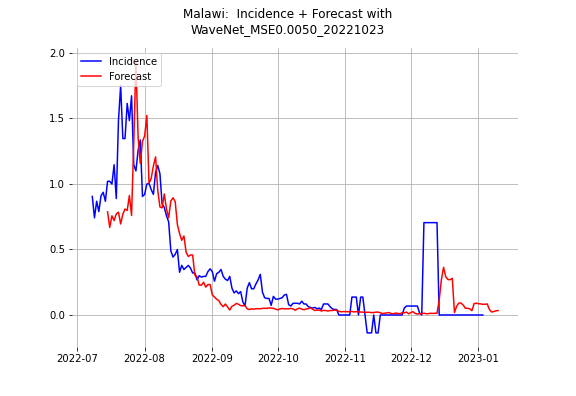 Malawi:  Incidence + Forecast with
WaveNet_MSE0.0050_20221023
Incidence
Forecast
2.0
1.5
1.0
0.5
0.0
2022-07 2022-08 2022-09 2022-10 2022-11 2022-12 2023-01